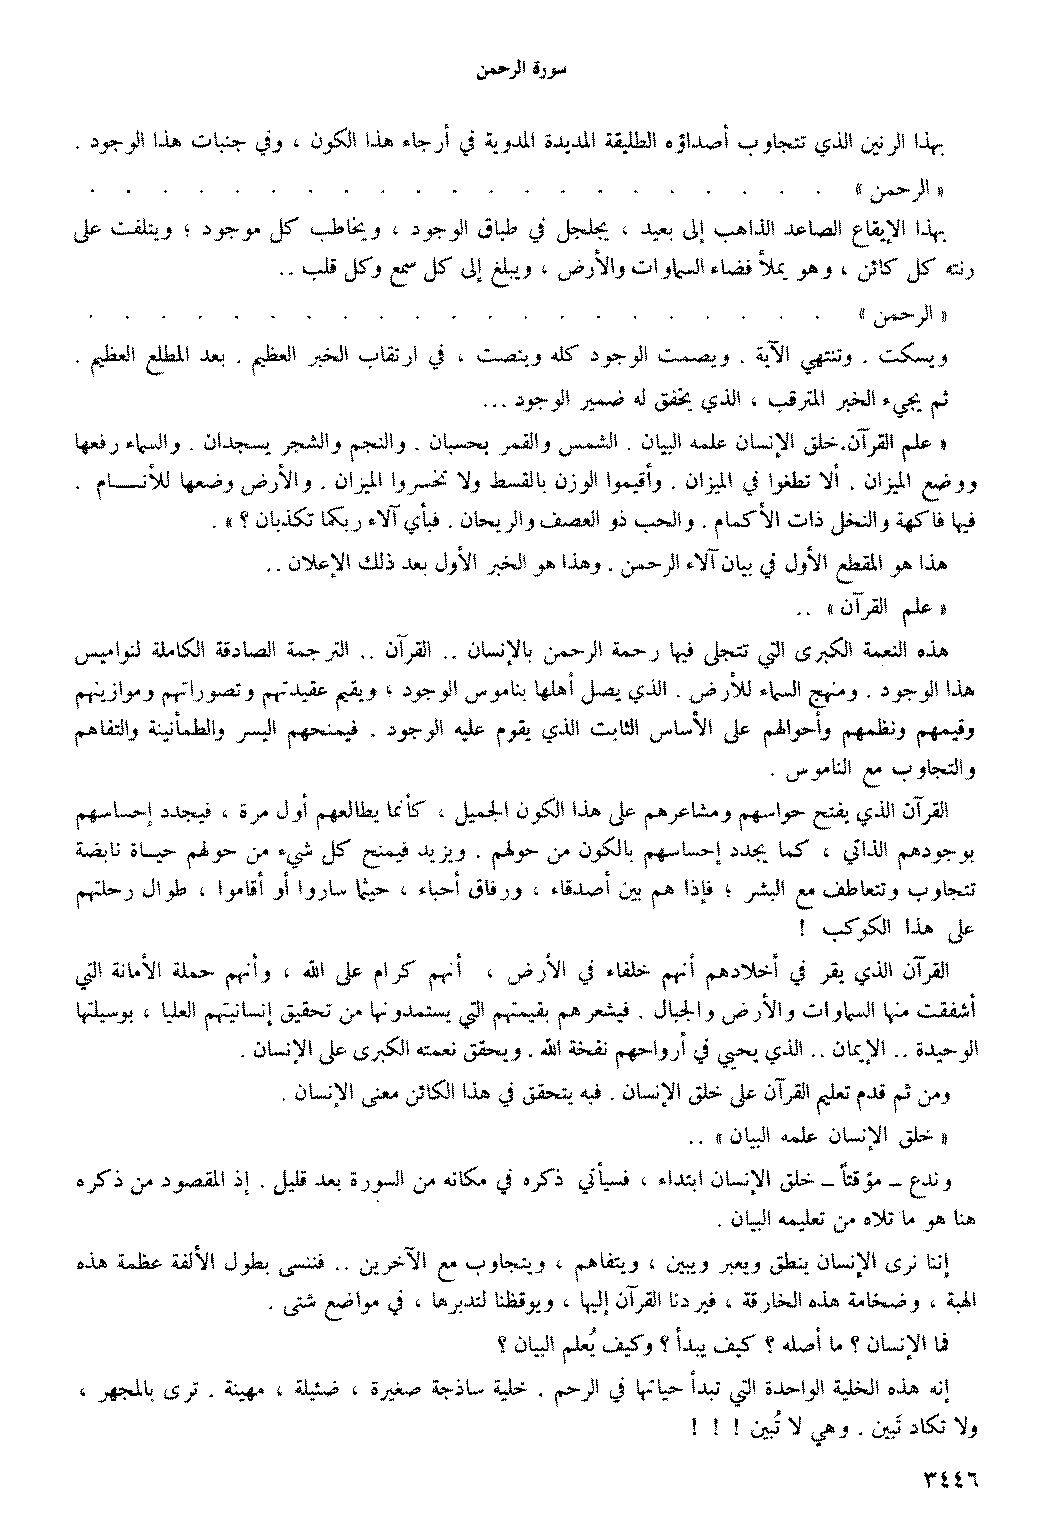 سورة الرحمن
بهذا الرنين الذي تتجاوب أصداؤه الطليقة المديدة المدوية في أرجاء هذا الكون ، وفي جنبات هذا الوجود .
« الرحمن » . . . . . . . . . . . . . . . . . . . . .
بهذا الإيقاع الصاعد الذاهب إلى بعيد ، يجلجل في طباق الوجود ، ويخاطب كل موجود ؛ ويتلفت على
رنته كل كائن ، وهو يملأ فضاء السماوات والأرض ، ويبلغ إلى كل سمع وكل قلب ..
« الرحمن » . . . . . . . . . . . . . . . . . . . . .
ويسكت . وتنتهي الآية . ويصمت الوجود كله وينصت ، في ارتقاب الخبر العظيم . بعد المطلع العظيم .
ثم يجيء الخبر المترقب ، الذي يخفق له ضمير الوجود ...
« علم القرآن.خلق الإنسان علمه البيان . الشمس والقمر بحسبان . والنجم والشجر يسجدان . والسماء رفعها
ووضع الميزان . ألا تطغوا في الميزان . وأقيموا الوزن بالقسط ولا تخسروا الميزان . والأرض وضعها للأنـــام .
فيها فاكهة والنخل ذات الأكمام . والحب ذو العصف والريحان . فبأي آلاء ربكما تكذبان ؟ » .
هذا هو المقطع الأول في بيان آلاء الرحمن . وهذا هو الخبر الأول بعد ذلك الإعلان ..
« علم القرآن » ..
هذه النعمة الكبرى التي تتجلى فيها رحمة الرحمن بالإنسان .. القرآن .. الترجمة الصادقة الكاملة لنواميس
هذا الوجود . ومنهج السماء للأرض . الذي يصل أهلها بناموس الوجود ؛ ويقيم عقيدتهم وتصوراتهم وموازينهم
وقيمهم ونظمهم وأحوالهم على الأساس الثابت الذي يقوم عليه الوجود . فيمنحهم اليسر والطمأنينة والتفاهم
والتجاوب مع الناموس .
القرآن الذي يفتح حواسهم ومشاعرهم على هذا الكون الجميل ، كأنما يطالعهم أول مرة ، فيجدد إحساسهم
بوجودهم الذاتي ، كما يجدد إحساسهم بالكون من حولهم . ويزيد فيمنح كل شيء من حولهم حيـاة نابضة
تتجاوب وتتعاطف مع البشر ؛ فإذا هم بين أصدقاء ، ورفاق أحباء ، حيثما ساروا أو أقاموا ، طوال رحلتهم
على هذا الكوكب !
القرآن الذي يقر في أخلادهم أنهم خلفاء في الأرض ، أنهم كرام على الله ، وأنهم حملة الأمانة التي
أشفقت منها السماوات والأرض والجبال . فيشعرهم بقيمتهم التي يستمدونها من تحقيق إنسانيتهم العليا ، بوسيلتها
الوحيدة .. الإيمان .. الذي يحيي في أرواحهم نفخة الله . ويحقق نعمته الكبرى على الإنسان .
ومن ثم قدم تعليم القرآن على خلق الإنسان . فبه يتحقق في هذا الكائن معنى الإنسان .
« خلق الإنسان علمه البيان » ..
وندع – مؤقتاً – خلق الإنسان ابتداء ، فسيأتي ذكره في مكانه من السورة بعد قليل . إذ المقصود من ذكره
هنا هو ما تلاه من تعليمه البيان .
إننا نرى الإنسان ينطق ويعبر ويبين ، ويتفاهم ، ويتجاوب مع الآخرين .. فننسى بطول الألفة عظمة هذه
الهبة ، وضخامة هذه الخارقة ، فيردنا القرآن إليها ، ويوقظنا لتدبرها ، في مواضع شتى .
فما الإنسان ؟ ما أصله ؟ كيف يبدأ ؟ وكيف يُعلم البيان ؟
إنه هذه الخلية الواحدة التي تبدأ حياتها في الرحم . خلية ساذجة صغيرة ، ضئيلة ، مهينة . ترى بالمجهر ،
ولا تكاد تَبين . وهي لا تُبين ! ! !
٣٤٤٦